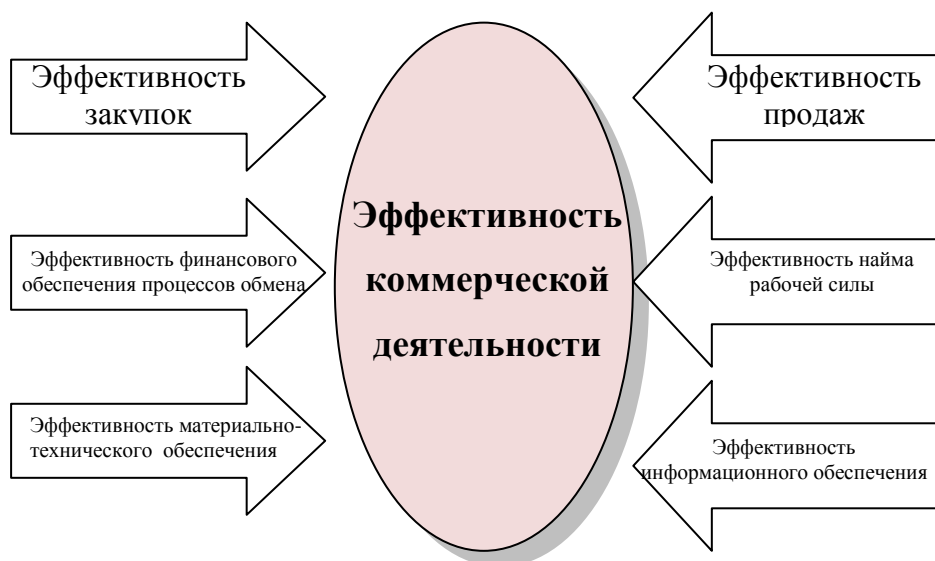 Эффективность
закупок
Эффективность финансового
обеспечения процессов обмена
Эффективность материально-
технического обеспечения
Эффективность
коммерческой
деятельности
Эффективность
продаж
Эффективность найма
рабочей силы
Эффективность
информационного обеспечения